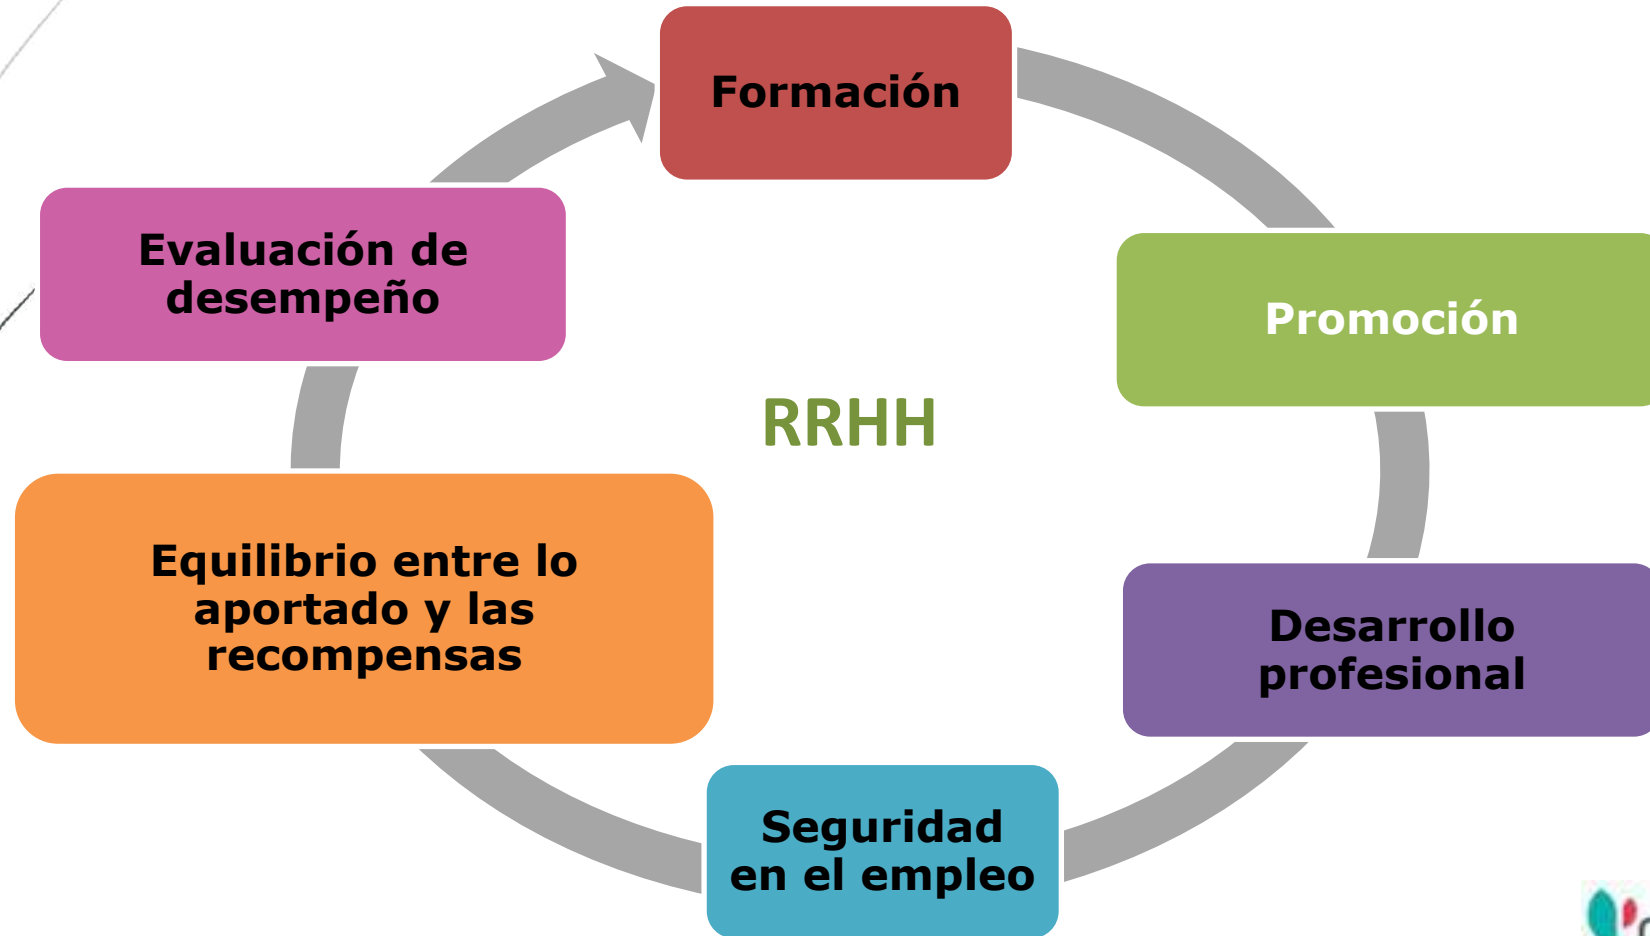 Formación
Promoción
Desarrollo
profesional
Seguridad
en el empleo
Equilibrio entre lo
aportado y las
recompensas
Evaluación de
desempeño
RRHH